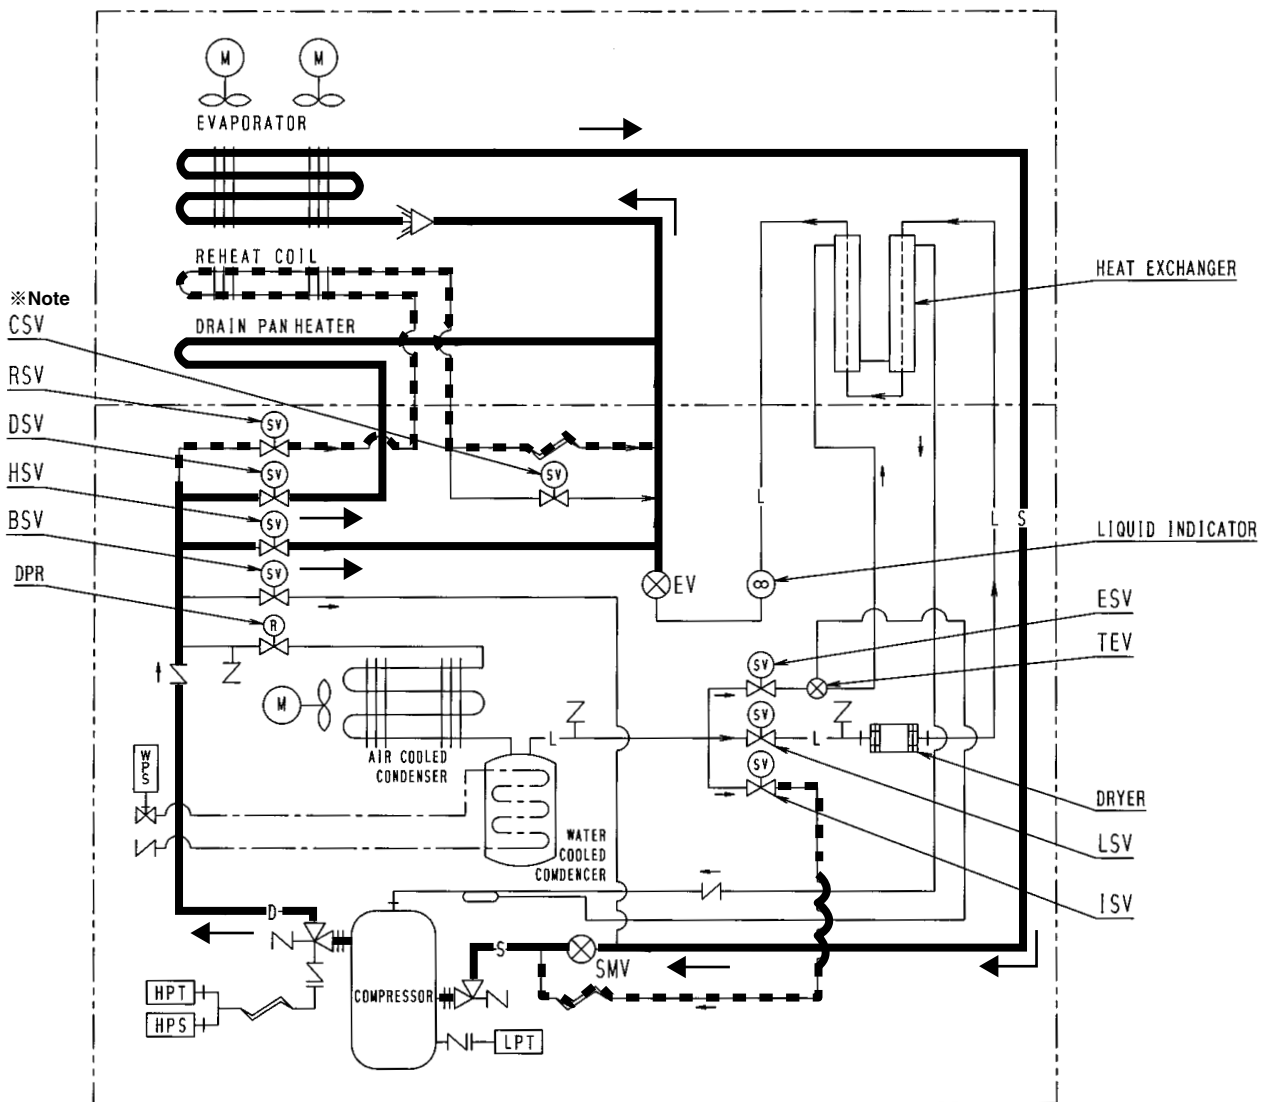 M
M
EVAPORATOR
REHEAT COIL
HEAT EXCHANGER
※Note
CSV
DRAIN PAN HEATER
RSV
SV
DSV
SV
SV
HSV
SV
L
L
S
BSV
LIQUID INDICATOR
SV
DPR
EV
ESV
R
TEV
SV
M
SV
L
L
AIR COOLED
CONDENSER
WPS
SV
DRYER
WATER
COOLED
COMDENCER
LSV
ISV
D
S
SMV
HPT
COMPRESSOR
HPS
LPT